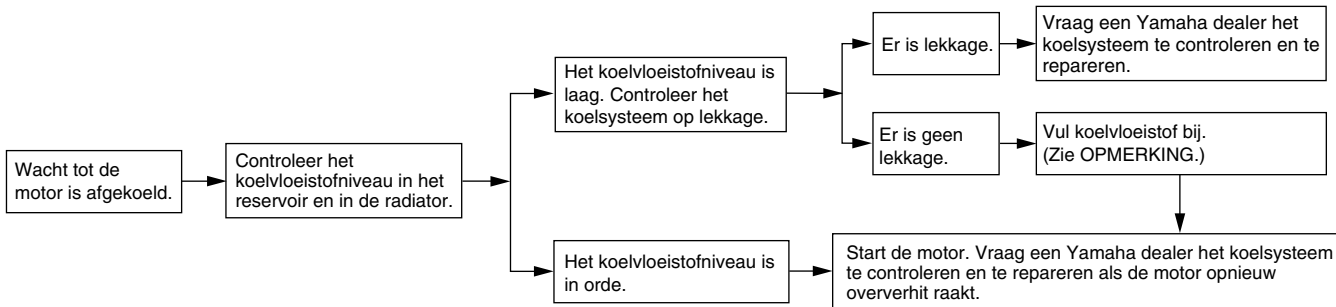 Wacht tot de
motor is afgekoeld.
Controleer het
koelvloeistofniveau in het
reservoir en in de radiator.
Het koelvloeistofniveau is
laag. Controleer het
koelsysteem op lekkage.
Er is lekkage.
Vraag een Yamaha dealer het
koelsysteem te controleren en te
repareren.
Er is geen
lekkage.
Vul koelvloeistof bij.
(Zie OPMERKING.)
Het koelvloeistofniveau is
in orde.
Start de motor. Vraag een Yamaha dealer het koelsysteem
te controleren en te repareren als de motor opnieuw
oververhit raakt.